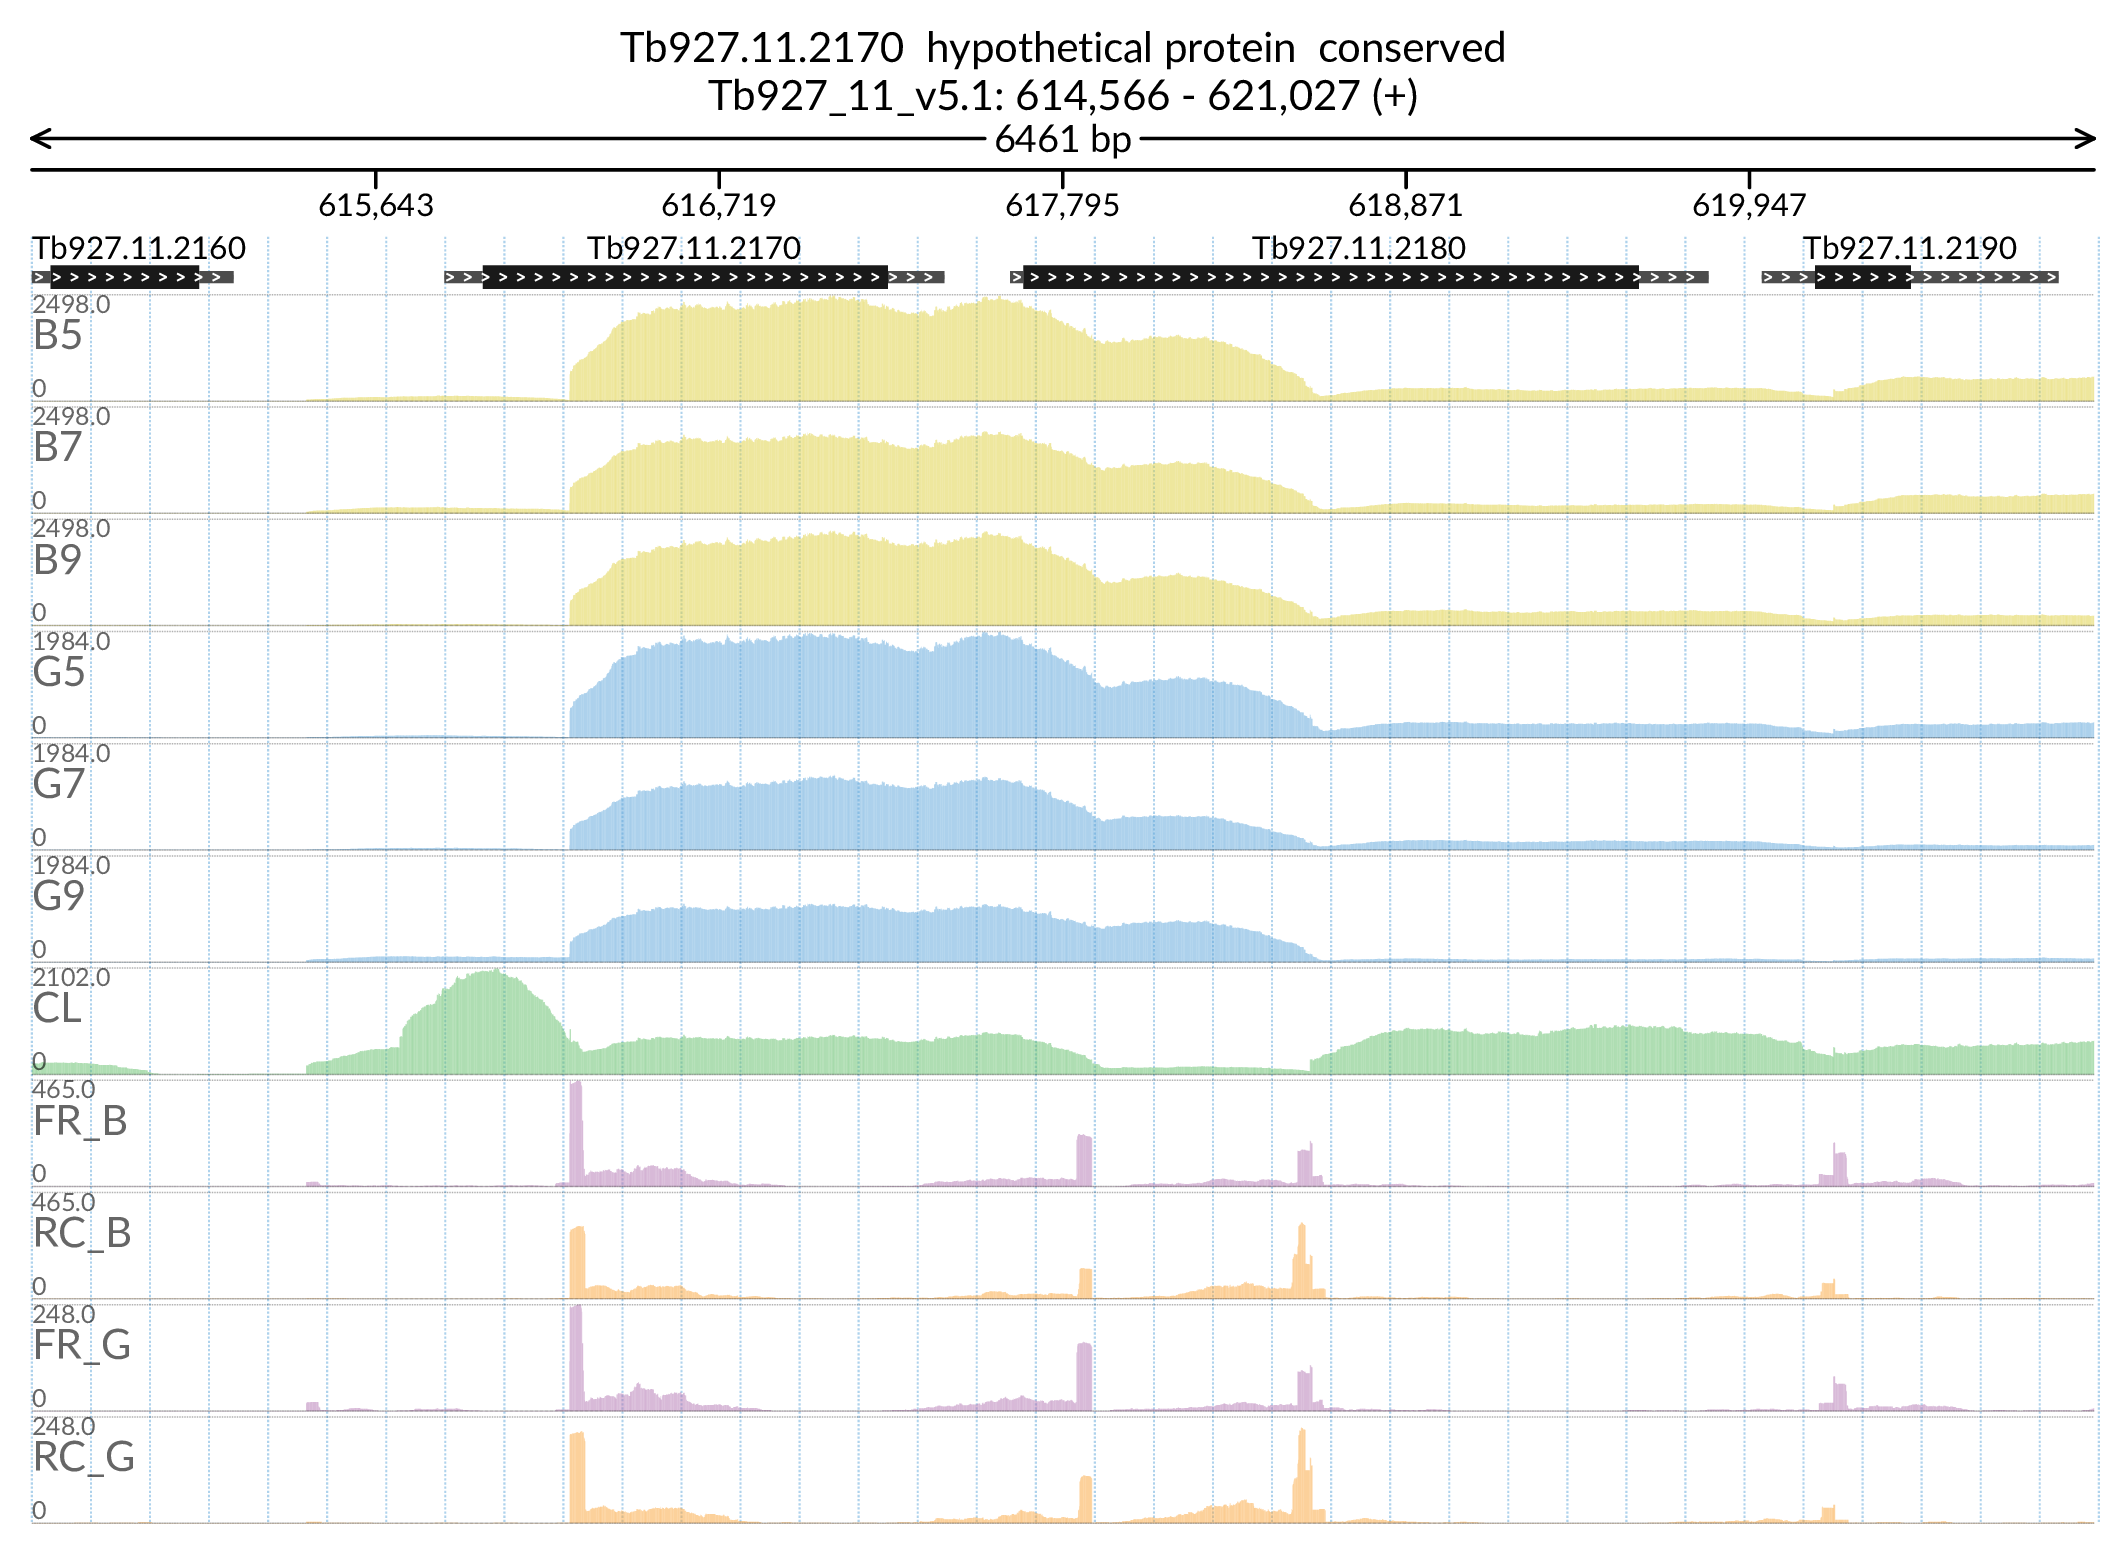 Tb927.11.2170 hypothetical protein conserved
Tb927_11_v5.1: 614,566 - 621,027 (+)
6461 bp
615,643 616,719 617,795 618,871 619,947
Tb927.11.2160 Tb927.11.2170 Tb927.11.2180 Tb927.11.2190
2498.0
B5
0
2498.0
B7
0
2498.0
B9
0
1984.0
G5
0
1984.0
G7
0
1984.0
G9
0
2102.0
CL
0
465.0
FR_B
0
465.0
RC_B
0
248.0
FR_G
0
248.0
RC_G
0